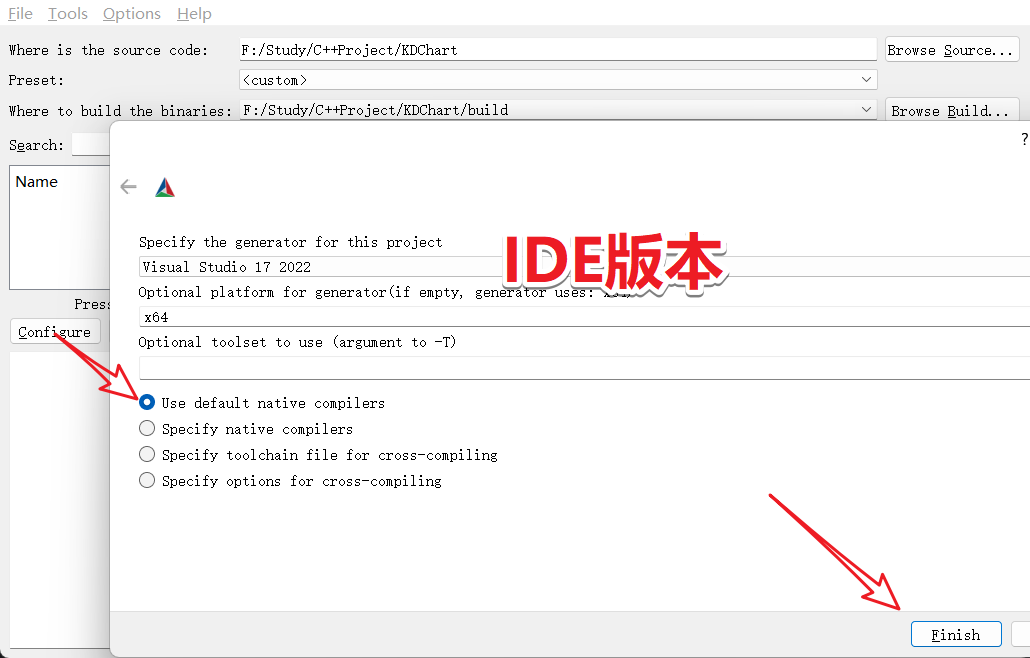 File Tools Options Help
Where is the source code: F:/Study/C++Project/KDChart Browse Source...
Preset: <custom>
Where to build the binaries: F:/Study/C++Project/KDChart/build Browse Build...
Search:
?
Name
Specify the generator for this project
IDE版本
Visual Studio 17 2022
Optional platform for generator(if empty, generator uses:
Press
x64
Configure
Optional toolset to use (argument to -T)
Use default native compilers
Specify native compilers
Specify toolchain file for cross-compiling
Specify options for cross-compiling
Finish